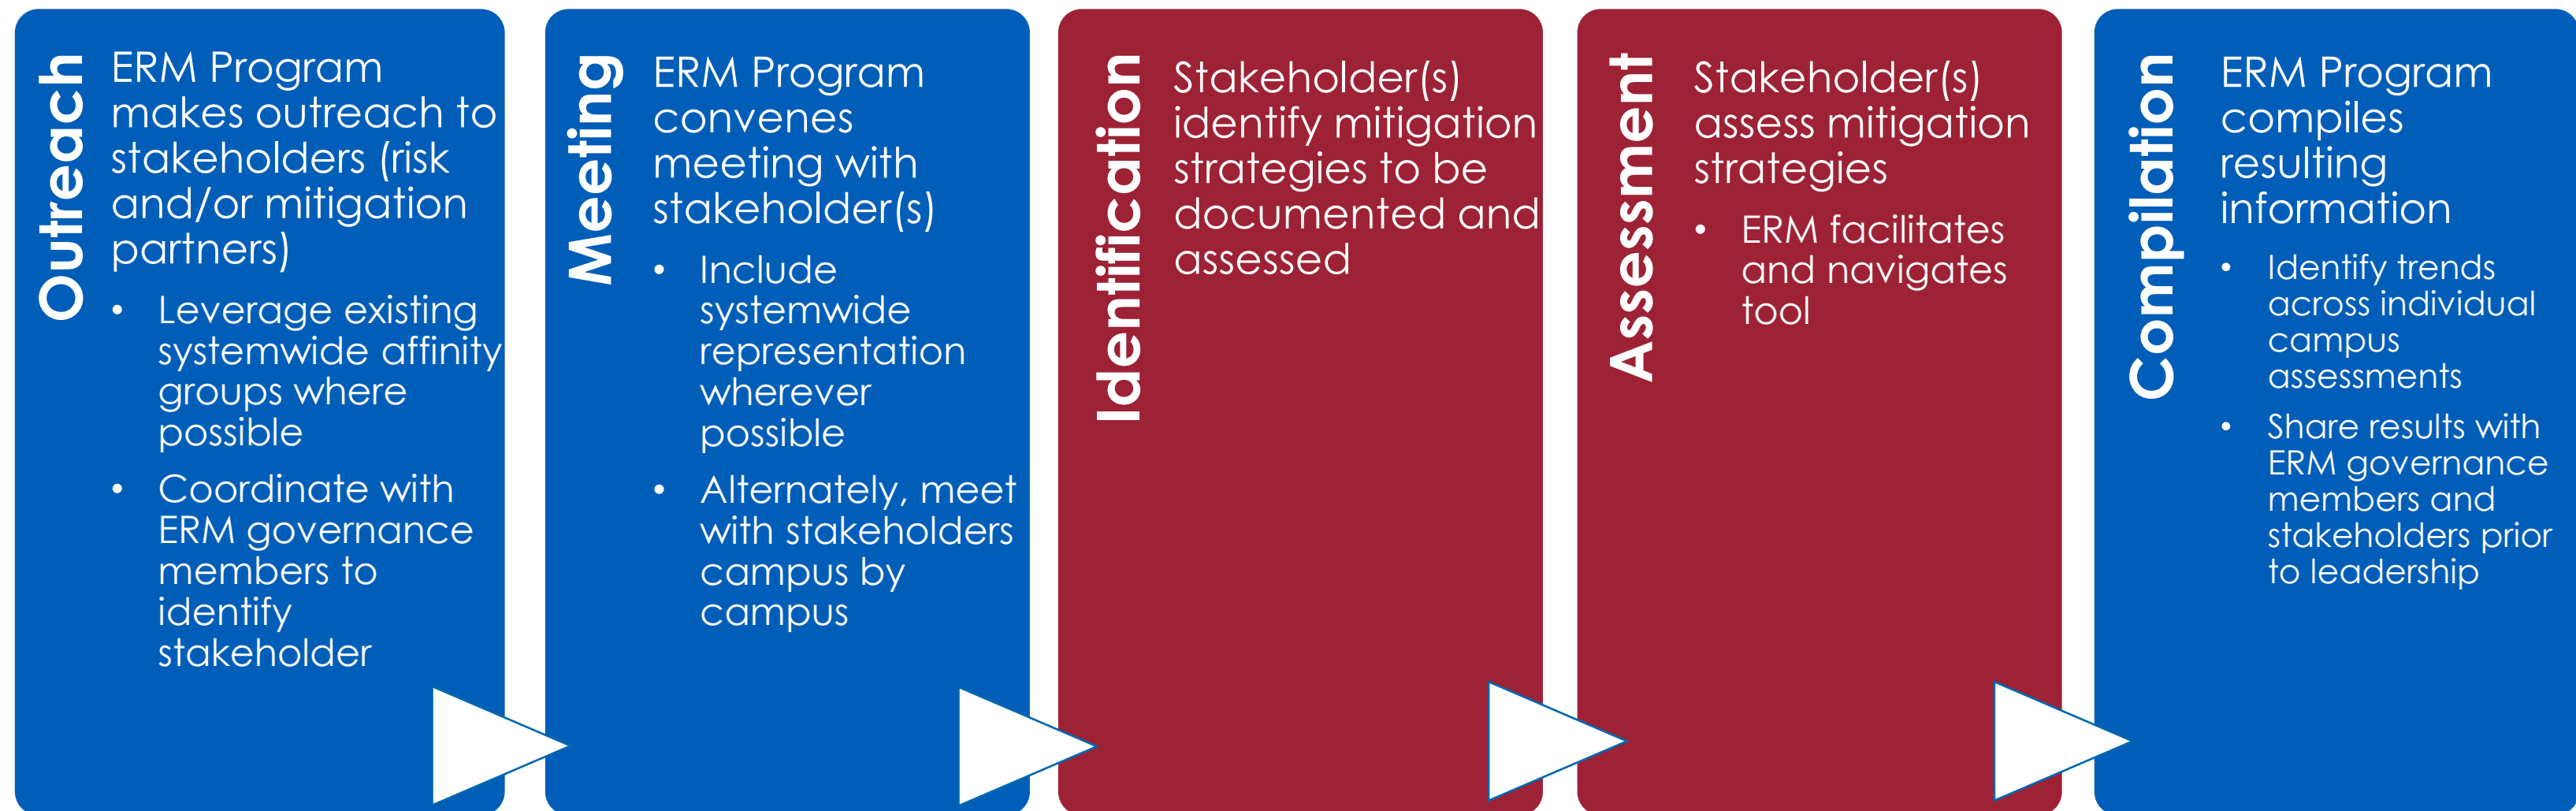 Outreach
ERM Program
makes outreach to
stakeholders (risk
and/or mitigation
partners)
• Leverage existing
systemwide affinity
groups where
possible
• Coordinate with
ERM governance
members to
identify
stakeholder
Meeting
ERM Program
convenes
meeting with
stakeholder(s)
• Include
systemwide
representation
wherever
possible
• Alternately, meet
with stakeholders
campus by
campus
Identification
Stakeholder(s)
identify mitigation
strategies to be
documented and
assessed
Assessment
Stakeholder(s)
assess mitigation
strategies
• ERM facilitates
and navigates
tool
Compilation
ERM Program
compiles
resulting
information
• Identify trends
across individual
campus
assessments
• Share results with
ERM governance
members and
stakeholders prior
to leadership